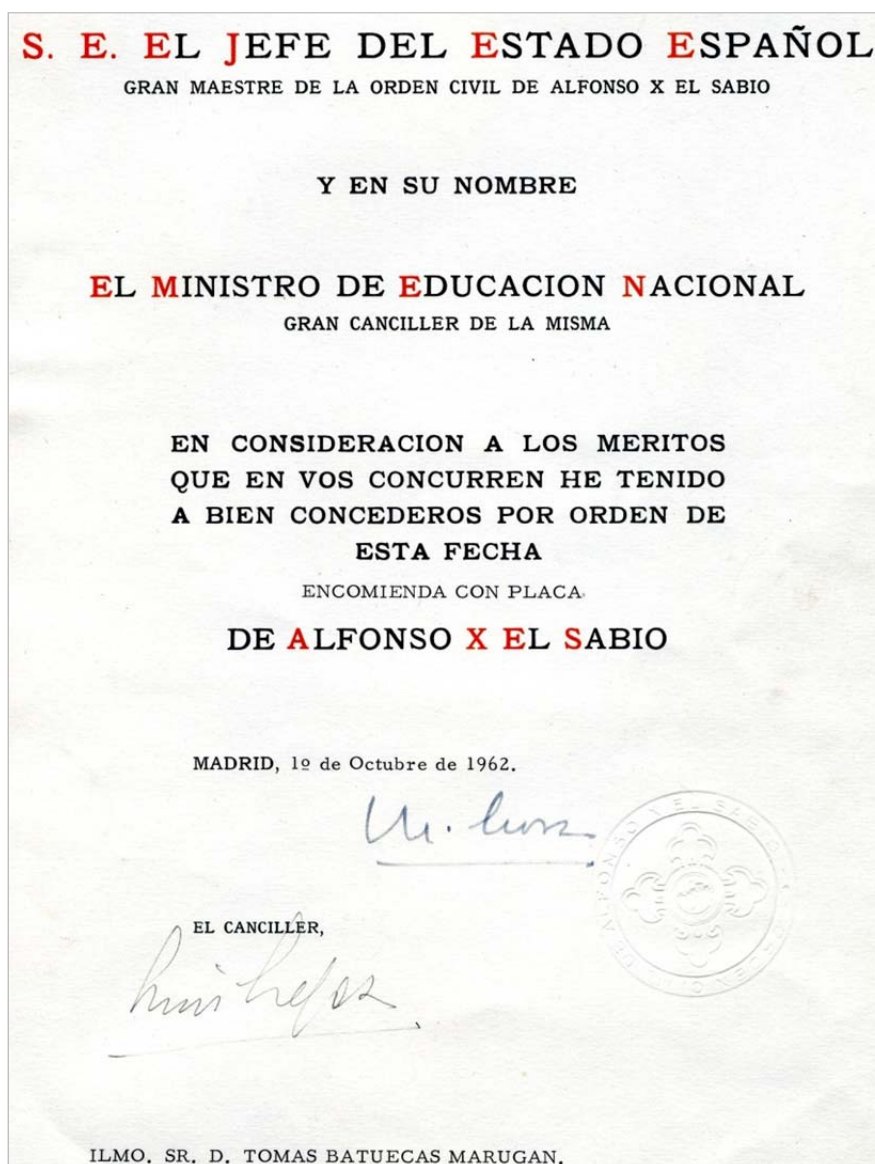 S. E. EL JEFE DEL ESTADO ESPAÑOL
GRAN MAESTRE DE LA ORDEN CIVIL DE ALFONSO X EL SABIO
Y EN SU NOMBRE
EL MINISTRO DE EDUCACION NACIONAL
GRAN CANCILLER DE LA MISMA
EN CONSIDERACION A LOS MERITOS
QUE EN VOS CONCURREN HE TENIDO
A BIEN CONCEDEROS POR ORDEN DE
ESTA FECHA
ENCOMIENDA CON PLACA
DE ALFONSO X EL SABIO
MADRID, 1º de Octubre de 1962.
EL CANCILLER,
ILMO. SR. D. TOMAS BATUECAS MARUGAN.